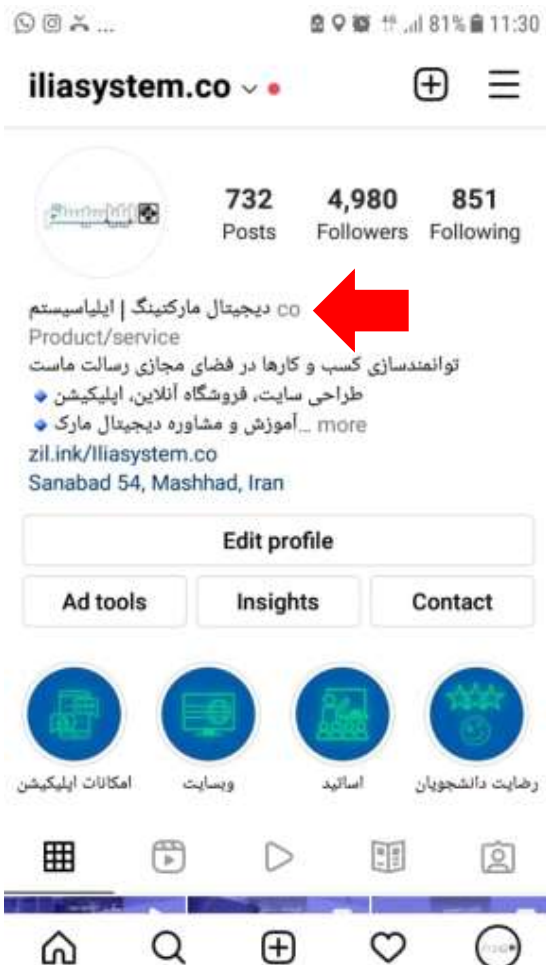 81% 11:30
iliasystem.co
732 4,980 851
Posts Followers Following
دیجیتال مارکتینگ | ایلیاسیستم co
Product/service
توانمندسازی کسب و کارها در فضای مجازی رسالت ماست
طراحی سایت، فروشگاه آنلاین، اپلیکیشن
آموزش و مشاوره دیجیتال مارک... more
zil.ink/Iliasystem.co
Sanabad 54, Mashhad, Iran
Edit profile
Ad tools Insights Contact
امکانات اپلیکیشن وبسایت اساتید رضایت دانشجویان